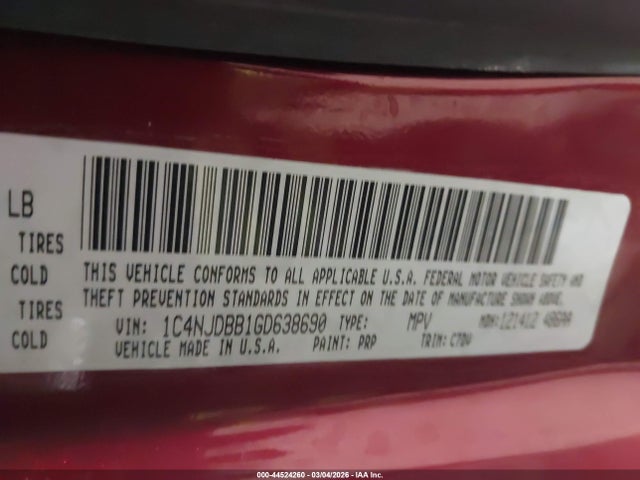 LB
TIRES
COLD
TIRES
COLD
THIS VEHICLE CONFORMS TO ALL APPLICABLE U.S.A. FEDERAL MOTOR VEHICLE SAFETY AND
THEFT PREVENTION STANDARDS IN EFFECT ON THE DATE OF MANUFACTURE SHOWN ABOVE.
VIN: 1C4NJDBB1GD638690 TYPE: MPV MDH:
VEHICLE MADE IN U.S.A. PAINT: PRP TRIM:
000-44524260 - 03/04/2026 - IAA Inc.